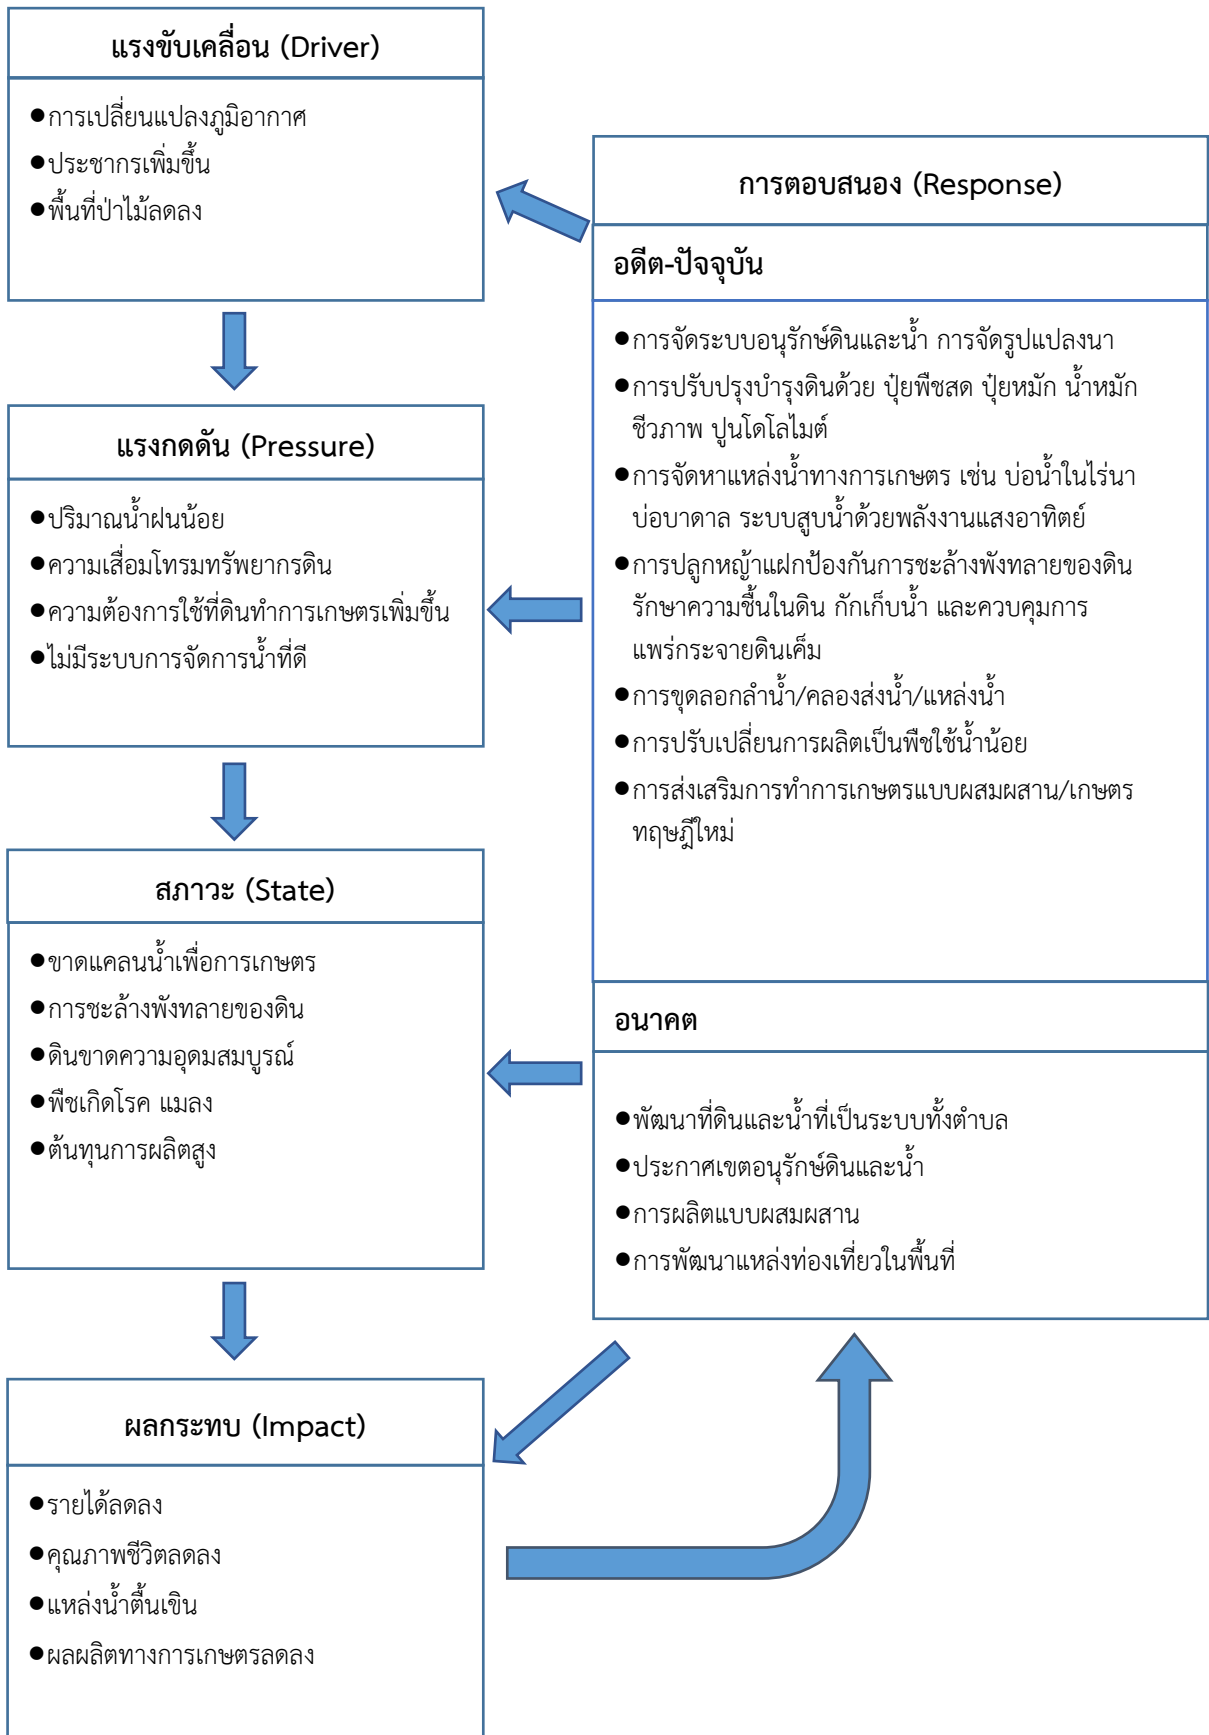 แรงขับเคลื่อน (Driver)
●การเปลี่ยนแปลงภูมิอากาศ
●ประชากรเพิ่มขึ้น
●พื้นที่ป่าไม้ลดลง
แรงกดดัน (Pressure)
●ปริมาณน้ำฝนน้อย
●ความเสื่อมโทรมทรัพยากรดิน
●ความต้องการใช้ที่ดินทำการเกษตรเพิ่มขึ้น
●ไม่มีระบบการจัดการน้ำที่ดี
สภาวะ (State)
●ขาดแคลนน้ำเพื่อการเกษตร
●การชะล้างพังทลายของดิน
●ดินขาดความอุดมสมบูรณ์
●พืชเกิดโรค แมลง
●ต้นทุนการผลิตสูง
ผลกระทบ (Impact)
●รายได้ลดลง
●คุณภาพชีวิตลดลง
●แหล่งน้ำตื้นเขิน
●ผลผลิตทางการเกษตรลดลง
การตอบสนอง (Response)
อดีต-ปัจจุบัน
●การจัดระบบอนุรักษ์ดินและน้ำ การจัดรูปแปลงนา
●การปรับปรุงบำรุงดินด้วย ปุ๋ยพืชสด ปุ๋ยหมัก น้ำหมัก
ชีวภาพ ปูนโดโลไมต์
●การจัดหาแหล่งน้ำทางการเกษตร เช่น บ่อน้ำในไร่นา
บ่อบาดาล ระบบสูบน้ำด้วยพลังงานแสงอาทิตย์
●การปลูกหญ้าแฝกป้องกันการชะล้างพังทลายของดิน
รักษาความชื้นในดิน กักเก็บน้ำ และควบคุมการ
แพร่กระจายดินเค็ม
●การขุดลอกลำน้ำ/คลองส่งน้ำ/แหล่งน้ำ
●การปรับเปลี่ยนการผลิตเป็นพืชใช้น้ำน้อย
●การส่งเสริมการทำการเกษตรแบบผสมผสาน/เกษตร
ทฤษฎีใหม่
อนาคต
●พัฒนาที่ดินและน้ำที่เป็นระบบทั้งตำบล
●ประกาศเขตอนุรักษ์ดินและน้ำ
●การผลิตแบบผสมผสาน
●การพัฒนาแหล่งท่องเที่ยวในพื้นที่